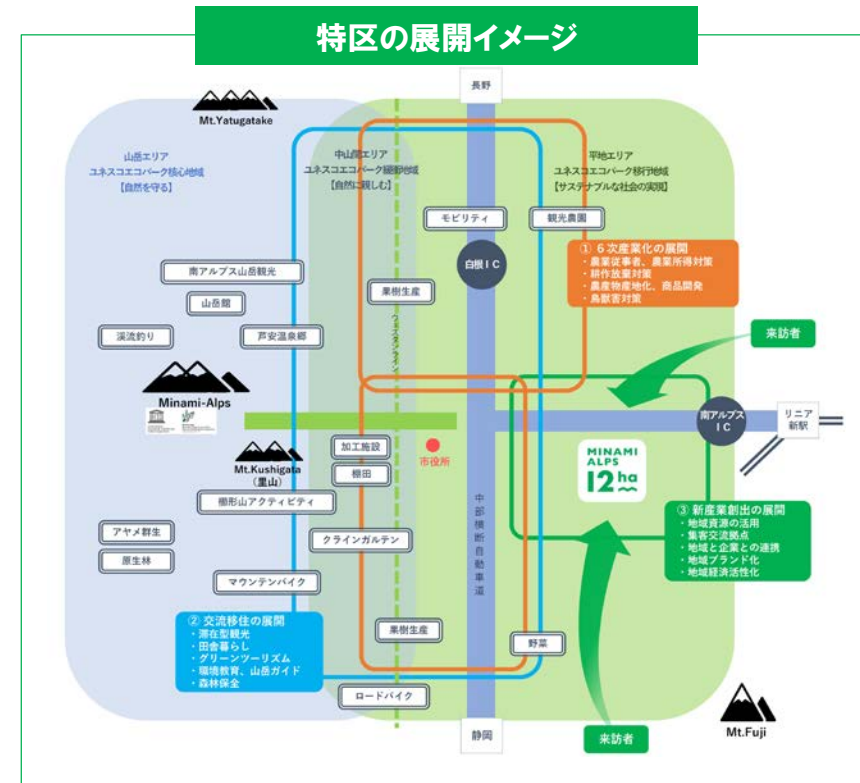 特区の展開イメージ
長野
Mt.Yatugatake
山岳エリア
ユネスコエコパーク核心地域
【自然を守る】
中山間エリア
ユネスコエコパーク緩衝地域
【自然に親しむ】
平地エリア
ユネスコエコパーク移行地域
【サステナブルな社会の実現】
モビリティ
観光農園
白根IC
① 6次産業化の展開
・農業従事者、農業所得対策
・耕作放棄対策
・農産物産地化、商品開発
・鳥獣害対策
南アルプス山岳観光
山岳館
果樹生産
渓流釣り
芦安温泉郷
ウェスタンライン
来訪者
Minami-Alps
南アルプス
IC
リニア
新駅
加工施設
市役所
Mt.Kushigata
(里山)
棚田
MINAMI
ALPS
12ha
櫛形山アクティビティ
中部横断自動車道
③ 新産業創出の展開
・地域資源の活用
・集客交流拠点
・地域と企業との連携
・地域ブランド化
・地域経済活性化
アヤメ群生
クラインガルテン
原生林
マウンテンバイク
② 交流移住の展開
・滞在型観光
・田舎暮らし
・グリーンツーリズム
・環境教育、山岳ガイド
・森林保全
果樹生産
野菜
ロードバイク
静岡
来訪者
Mt.Fuji